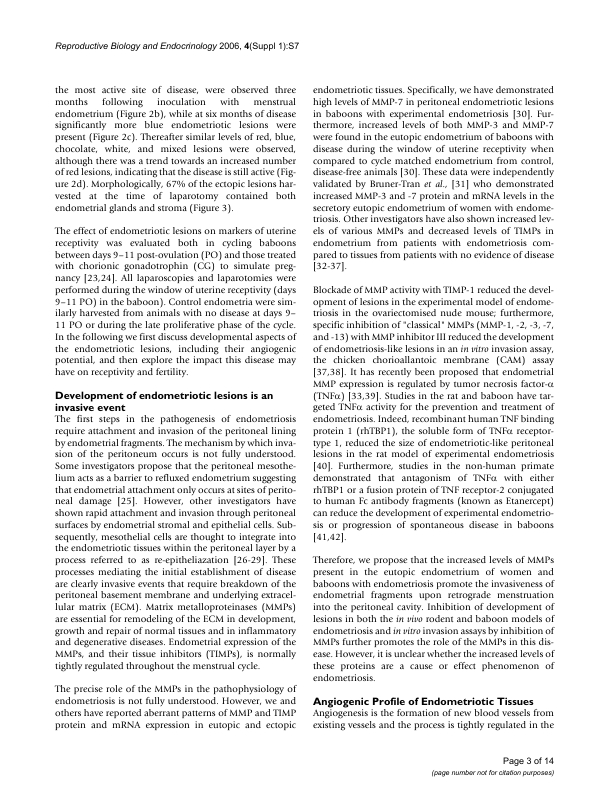 Reproductive Biology and Endocrinology 2006, 4(Suppl 1):S7
the most active site of disease, were observed three
months following inoculation with menstrual
endometrium (Figure 2b), while at six months of disease
significantly more blue endometriotic lesions were
present (Figure 2c). Thereafter similar levels of red, blue,
chocolate, white, and mixed lesions were observed,
although there was a trend towards an increased number
of red lesions, indicating that the disease is still active (Fig-
ure 2d). Morphologically, 67% of the ectopic lesions har-
vested at the time of laparotomy contained both
endometrial glands and stroma (Figure 3).
The effect of endometriotic lesions on markers of uterine
receptivity was evaluated both in cycling baboons
between days 9–11 post-ovulation (PO) and those treated
with chorionic gonadotrophin (CG) to simulate preg-
nancy [23,24]. All laparoscopies and laparotomies were
performed during the window of uterine receptivity (days
9–11 PO) in the baboon). Control endometria were sim-
ilarly harvested from animals with no disease at days 9–
11 PO or during the late proliferative phase of the cycle.
In the following we first discuss developmental aspects of
the endometriotic lesions, including their angiogenic
potential, and then explore the impact this disease may
have on receptivity and fertility.
Development of endometriotic lesions is an
invasive event
The first steps in the pathogenesis of endometriosis
require attachment and invasion of the peritoneal lining
by endometrial fragments. The mechanism by which inva-
sion of the peritoneum occurs is not fully understood.
Some investigators propose that the peritoneal mesothe-
lium acts as a barrier to refluxed endometrium suggesting
that endometrial attachment only occurs at sites of perito-
neal damage [25]. However, other investigators have
shown rapid attachment and invasion through peritoneal
surfaces by endometrial stromal and epithelial cells. Sub-
sequently, mesothelial cells are thought to integrate into
the endometriotic tissues within the peritoneal layer by a
process referred to as re-epithelialization [26-29]. These
processes mediating the initial establishment of disease
are clearly invasive events that require breakdown of the
peritoneal basement membrane and underlying extracel-
lular matrix (ECM). Matrix metalloproteinases (MMPs)
are essential for remodeling of the ECM in development,
growth and repair of normal tissues and in inflammatory
and degenerative diseases. Endometrial expression of the
MMPs, and their tissue inhibitors (TIMPs), is normally
tightly regulated throughout the menstrual cycle.
The precise role of the MMPs in the pathophysiology of
endometriosis is not fully understood. However, we and
others have reported aberrant patterns of MMP and TIMP
protein and mRNA expression in eutopic and ectopic
endometriotic tissues. Specifically, we have demonstrated
high levels of MMP-7 in peritoneal endometriotic lesions
in baboons with experimental endometriosis [30]. Fur-
thermore, increased levels of both MMP-3 and MMP-7
were found in the eutopic endometrium of baboons with
disease during the window of uterine receptivity when
compared to cycle matched endometrium from control,
disease-free animals [30]. These data were independently
validated by Bruner-Tran et al., [31] who demonstrated
increased MMP-3 and -7 protein and mRNA levels in the
secretory eutopic endometrium of women with endome-
triosis. Other investigators have also shown increased lev-
els of various MMPs and decreased levels of TIMPs in
endometrium from patients with endometriosis com-
pared to tissues from patients with no evidence of disease
[32-37].
Blockade of MMP activity with TIMP-1 reduced the devel-
opment of lesions in the experimental model of endome-
triosis in the ovariectomised nude mouse; furthermore,
specific inhibition of "classical" MMPs (MMP-1, -2, -3, -7,
and -13) with MMP inhibitor III reduced the development
of endometriosis-like lesions in an in vitro invasion assay,
the chicken chorioallantoic membrane (CAM) assay
[37,38]. It has recently been proposed that endometrial
MMP expression is regulated by tumor necrosis factor-α
(TNFα) [33,39]. Studies in the rat and baboon have tar-
geted TNFα activity for the prevention and treatment of
endometriosis. Indeed, recombinant human TNF binding
protein 1 (rhTBP1), the soluble form of TNFα receptor-
type 1, reduced the size of endometriotic-like peritoneal
lesions in the rat model of experimental endometriosis
[40]. Furthermore, studies in the non-human primate
demonstrated that antagonism of TNFα with either
rhTBP1 or a fusion protein of TNF receptor-2 conjugated
to human Fc antibody fragments (known as Etanercept)
can reduce the development of experimental endometrio-
sis or progression of spontaneous disease in baboons
[41,42].
Therefore, we propose that the increased levels of MMPs
present in the eutopic endometrium of women and
baboons with endometriosis promote the invasiveness of
endometrial fragments upon retrograde menstruation
into the peritoneal cavity. Inhibition of development of
lesions in both the in vivo rodent and baboon models of
endometriosis and in vitro invasion assays by inhibition of
MMPs further promotes the role of the MMPs in this dis-
ease. However, it is unclear whether the increased levels of
these proteins are a cause or effect phenomenon of
endometriosis.
Angiogenic Profile of Endometriotic Tissues
Angiogenesis is the formation of new blood vessels from
existing vessels and the process is tightly regulated in the
Page 3 of 14
(page number not for citation purposes)